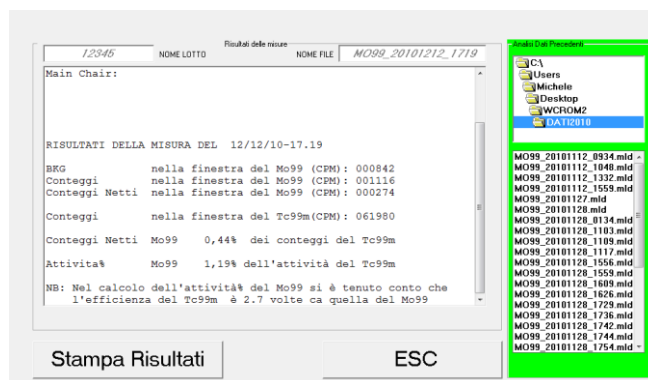 Risultati delle misure
12345 NOME LOTTO NOME FILE MO99_20101212_1719
Main Chair:
RISULTATI DELLA MISURA DEL 12/12/10-17.19
BKG nella finestra del Mo99 (CPM): 000842
Conteggi nella finestra del Mo99 (CPM): 001116
Conteggi Netti nella finestra del Mo99 (CPM): 000274
Conteggi nella finestra del Tc99m(CPM): 061980
Conteggi Netti Mo99 0,44% dei conteggi del Tc99m
Attivita% Mo99 1,19% dell'attività del Tc99m
NB: Nel calcolo dell'attività% del Mo99 si è tenuto conto che
l'efficienza del Tc99m è 2.7 volte ca quella del Mo99
Stampa Risultati
ESC
Analisi Dati Precedenti
C:\
Users
Michele
Desktop
WCROM2
DATI2010
MO99_20101112_0934.mld
MO99_20101112_1048.mld
MO99_20101112_1332.mld
MO99_20101112_1559.mld
MO99_20101127.mld
MO99_20101128.mld
MO99_20101128_0134.mld
MO99_20101128_1103.mld
MO99_20101128_1109.mld
MO99_20101128_1117.mld
MO99_20101128_1556.mld
MO99_20101128_1559.mld
MO99_20101128_1609.mld
MO99_20101128_1626.mld
MO99_20101128_1729.mld
MO99_20101128_1736.mld
MO99_20101128_1742.mld
MO99_20101128_1744.mld
MO99_20101128_1754.mld